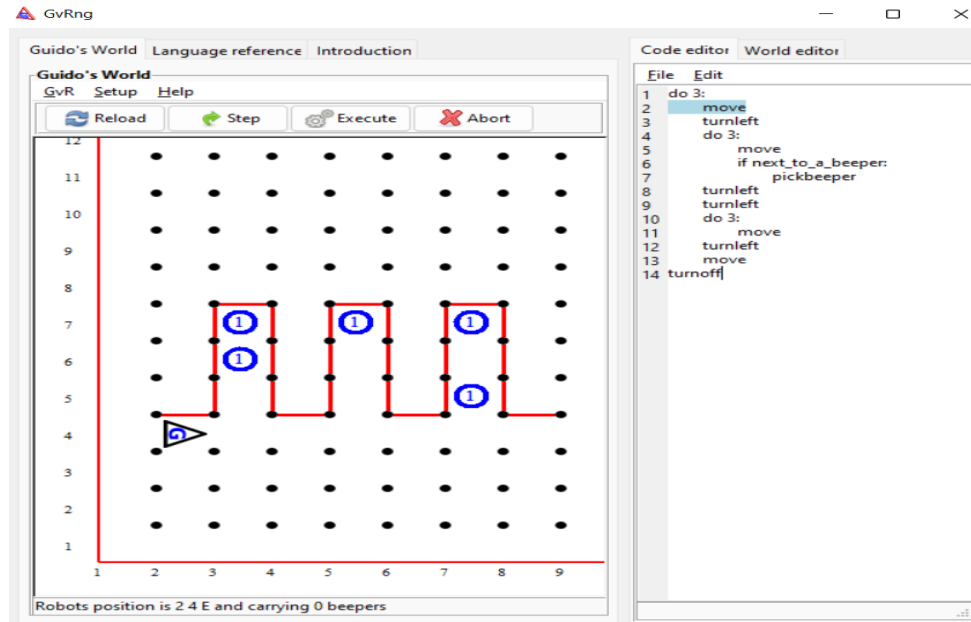 GvRng
Guido's World Language reference Introduction
Guido's World
GvR Setup Help
Reload Step Execute Abort
12
11
10
9
8
7
6
5
4
3
2
1
1 2 3 4 5 6 7 8 9
1
1
1
1
1
G
Robots position is 2 4 E and carrying 0 beepers
Code editor World editor
File Edit
1 do 3:
2 move
3 turnleft
4 do 3:
5 move
6 if next_to_a_beeper:
7 pickbeeper
8 turnleft
9 turnleft
10 do 3:
11 move
12 turnleft
13 move
14 turnoff